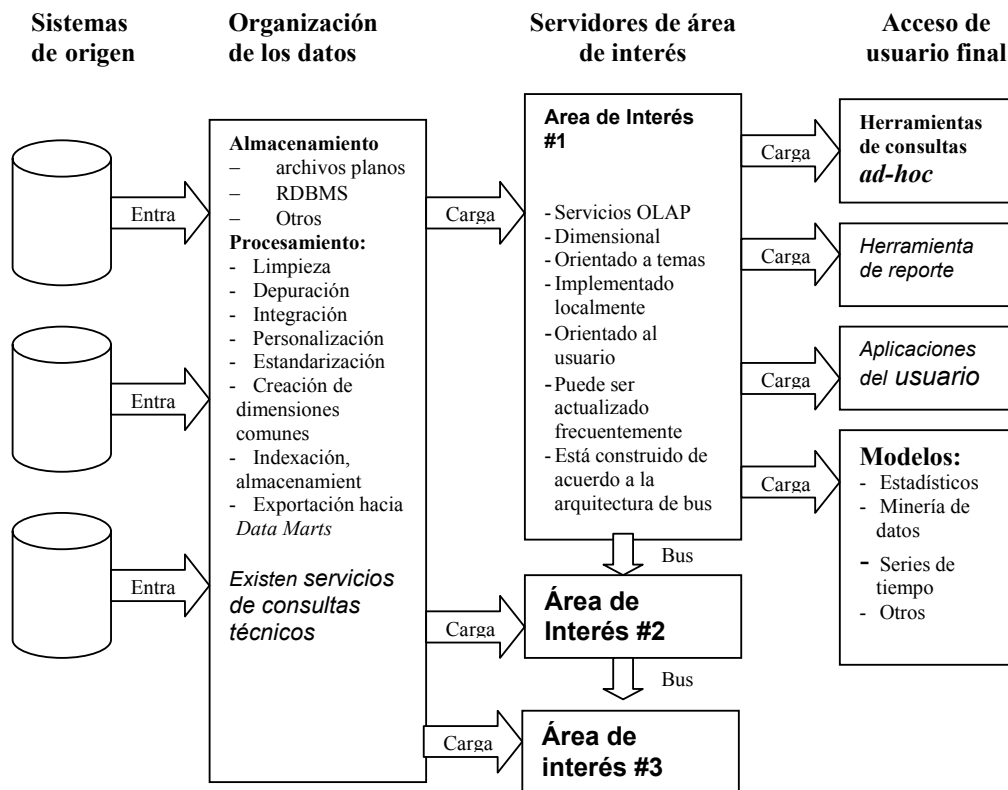 Sistemas
de origen
Organización
de los datos
Servidores de área
de interés
Acceso de
usuario final
Entra
Entra
Entra
Almacenamiento
– archivos planos
– RDBMS
– Otros
Procesamiento:
- Limpieza
- Depuración
- Integración
- Personalización
- Estandarización
- Creación de
dimensiones
comunes
- Indexación,
almacenamient
- Exportación hacia
Data Marts
Existen servicios
de consultas
técnicos
Carga
Carga
Carga
Area de Interés
#1
- Servicios OLAP
- Dimensional
- Orientado a temas
- Implementado
localmente
- Orientado al
usuario
- Puede ser
actualizado
frecuentemente
- Está construido de
acuerdo a la
arquitectura de bus
Bus
Área de
Interés #2
Bus
Área de
interés #3
Carga
Carga
Carga
Carga
Herramientas
de consultas
ad-hoc
Herramienta
de reporte
Aplicaciones
del usuario
Modelos:
- Estadísticos
- Minería de
datos
- Series de
tiempo
- Otros